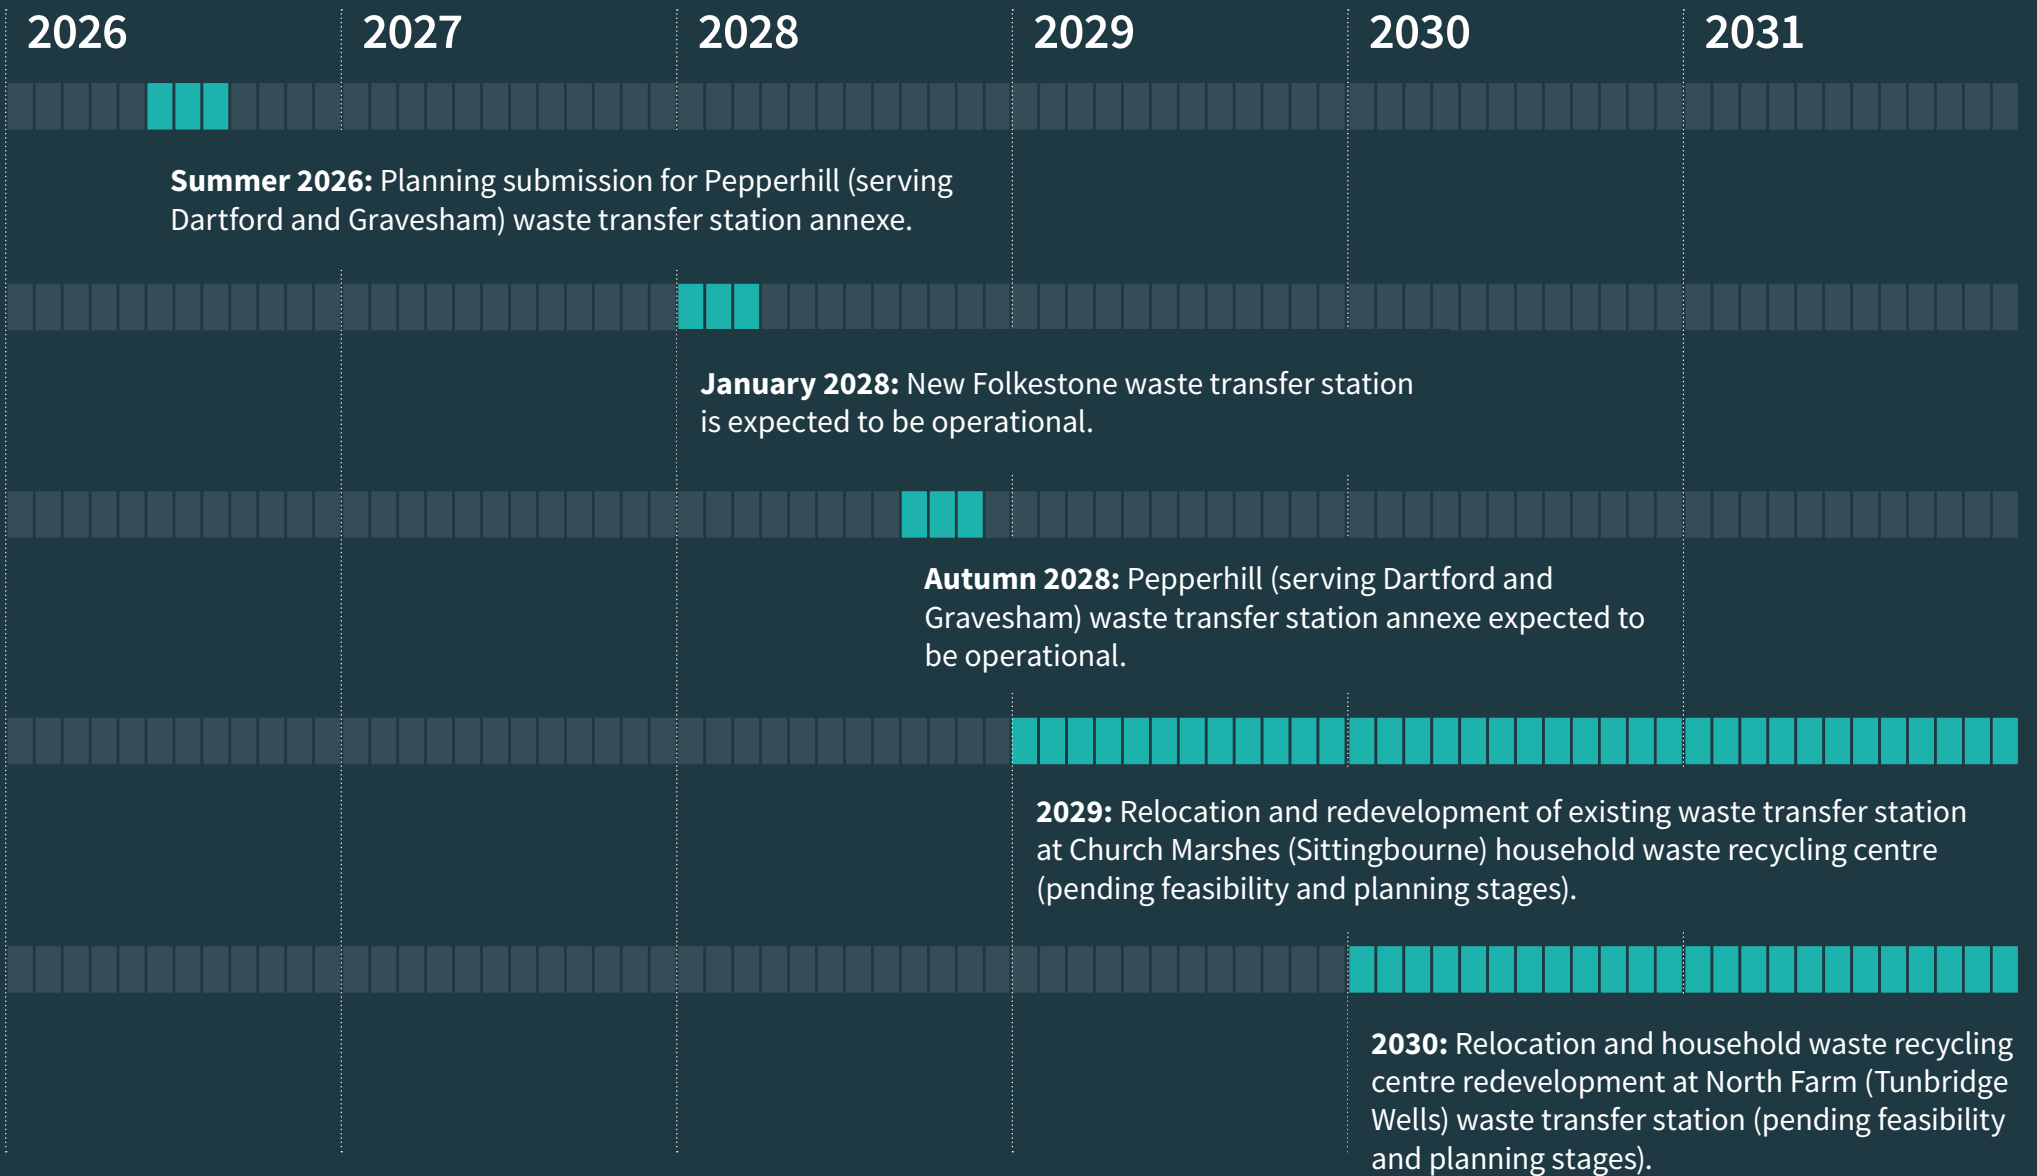 2026 2027 2028 2029 2030 2031
Summer 2026: Planning submission for Pepperhill (serving
Dartford and Gravesham) waste transfer station annexe.
January 2028: New Folkestone waste transfer station
is expected to be operational.
Autumn 2028: Pepperhill (serving Dartford and
Gravesham) waste transfer station annexe expected to
be operational.
2029: Relocation and redevelopment of existing waste transfer station
at Church Marshes (Sittingbourne) household waste recycling centre
(pending feasibility and planning stages).
2030: Relocation and household waste recycling
centre redevelopment at North Farm (Tunbridge
Wells) waste transfer station (pending feasibility
and planning stages).